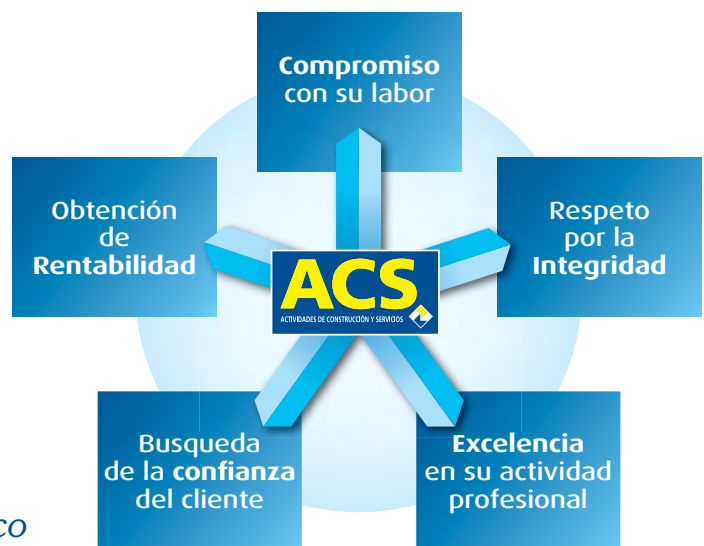 Compromiso
con su labor
Obtención
de
Rentabilidad
Respeto
por la
Integridad
ACS
ACTIVIDADES DE CONSTRUCCIÓN Y SERVICIOS
Busqueda
de la confianza
del cliente
Excelencia
en su actividad
profesional
co